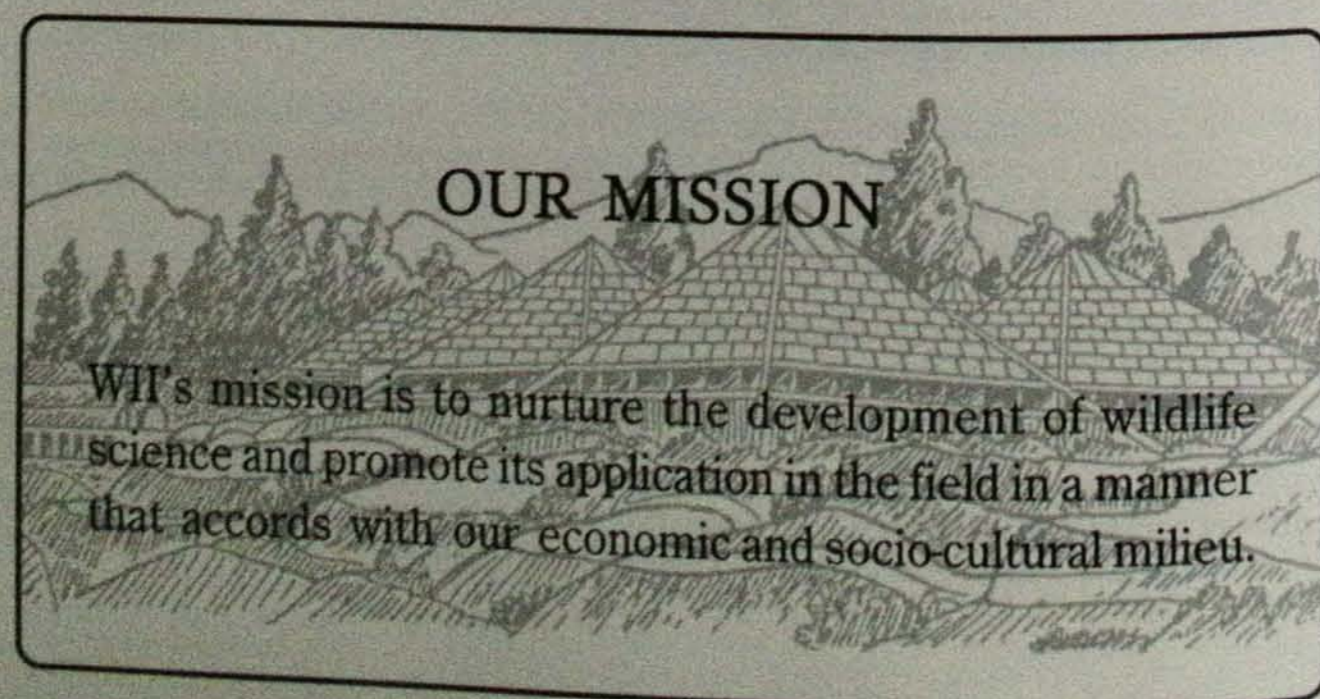 OUR MISSION
WII's mission is to nurture the development of wildlife
science and promote its application in the field in a manner
that accords with our economic and socio-cultural milieu.